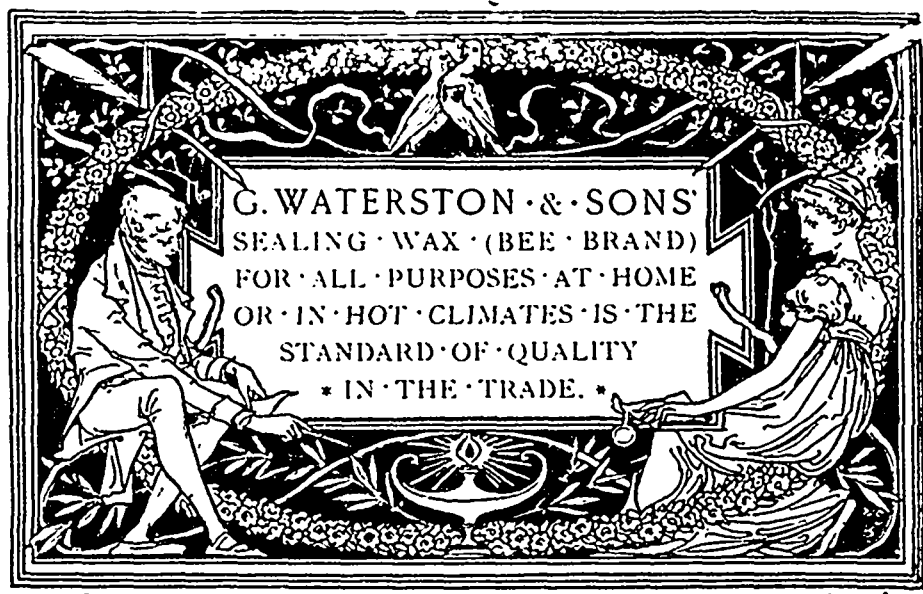 G. WATERSTON · & · SONS'
SEALING · WAX · (BEE · BRAND)
FOR · ALL · PURPOSES · AT · HOME
OR · IN · HOT · CLIMATES · IS · THE
STANDARD · OF · QUALITY
* IN · THE · TRADE. *